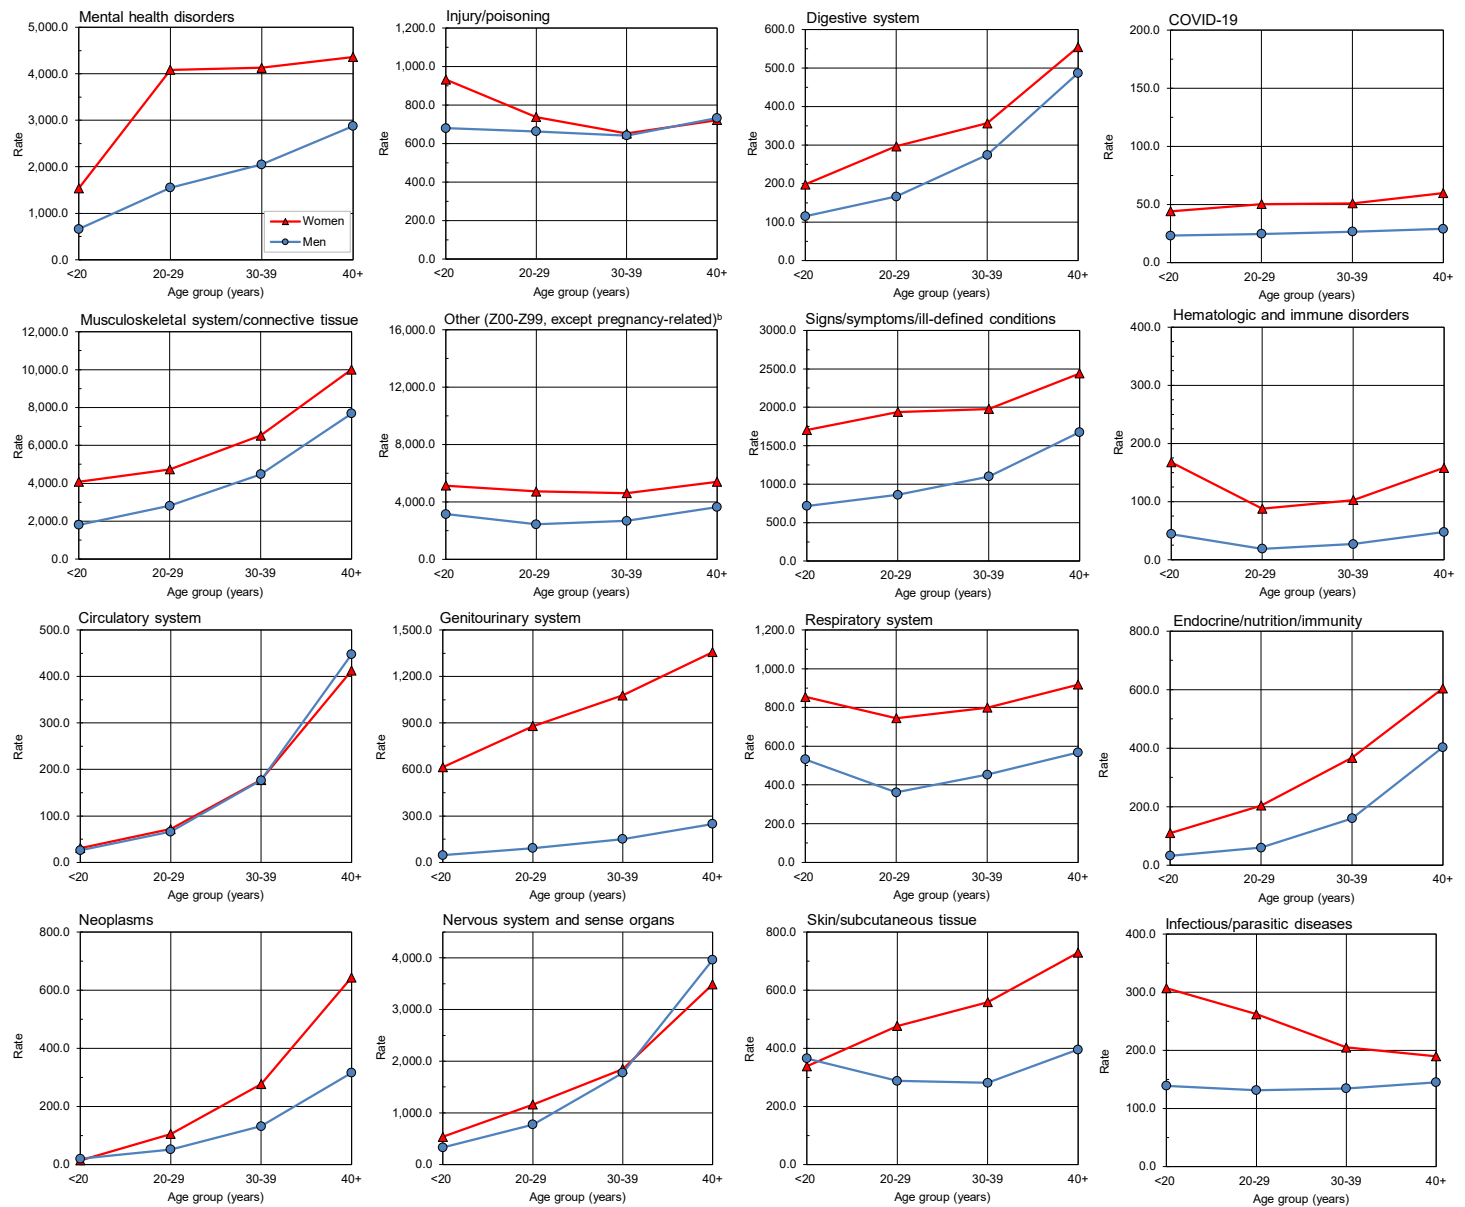 Mental health disorders
5,000.0
4,000.0
3,000.0
2,000.0
1,000.0
0.0
Rate
Women
Men
<20 20-29 30-39 40+
Age group (years)
Injury/poisoning
1,200.0
1,000.0
800.0
600.0
400.0
200.0
0.0
Rate
<20 20-29 30-39 40+
Age group (years)
Digestive system
600.0
500.0
400.0
300.0
200.0
100.0
0.0
Rate
<20 20-29 30-39 40+
Age group (years)
COVID-19
200.0
150.0
100.0
50.0
0.0
Rate
<20 20-29 30-39 40+
Age group (years)
Musculoskeletal system/connective tissue
12,000.0
10,000.0
8,000.0
6,000.0
4,000.0
2,000.0
0.0
Rate
<20 20-29 30-39 40+
Age group (years)
Other (Z00-Z99, except pregnancy-related)ᵇ
16,000.0
12,000.0
8,000.0
4,000.0
0.0
Rate
<20 20-29 30-39 40+
Age group (years)
Signs/symptoms/ill-defined conditions
3000.0
2500.0
2000.0
1500.0
1000.0
500.0
0.0
Rate
<20 20-29 30-39 40+
Age group (years)
Hematologic and immune disorders
400.0
300.0
200.0
100.0
0.0
Rate
<20 20-29 30-39 40+
Age group (years)
Circulatory system
500.0
400.0
300.0
200.0
100.0
0.0
Rate
<20 20-29 30-39 40+
Age group (years)
Genitourinary system
1,500.0
1,200.0
900.0
600.0
300.0
0.0
Rate
<20 20-29 30-39 40+
Age group (years)
Respiratory system
1,200.0
1,000.0
800.0
600.0
400.0
200.0
0.0
Rate
<20 20-29 30-39 40+
Age group (years)
Endocrine/nutrition/immunity
800.0
600.0
400.0
200.0
0.0
Rate
<20 20-29 30-39 40+
Age group (years)
Neoplasms
800.0
600.0
400.0
200.0
0.0
Rate
<20 20-29 30-39 40+
Age group (years)
Nervous system and sense organs
4,000.0
3,000.0
2,000.0
1,000.0
0.0
Rate
<20 20-29 30-39 40+
Age group (years)
Skin/subcutaneous tissue
800.0
600.0
400.0
200.0
0.0
Rate
<20 20-29 30-39 40+
Age group (years)
Infectious/parasitic diseases
400.0
300.0
200.0
100.0
0.0
Rate
<20 20-29 30-39 40+
Age group (years)